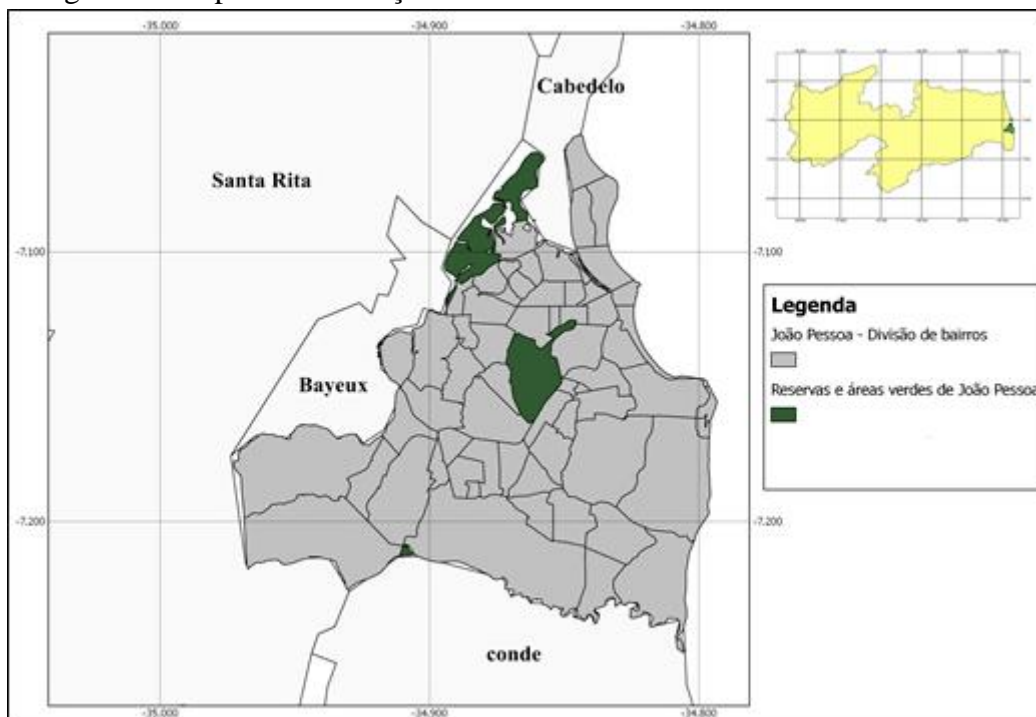 -35.000 -34.900 -34.800
Cabedelo
Santa Rita
-7.100 -7.100
Legenda
João Pessoa - Divisão de bairros
Bayeux
Reservas e áreas verdes de João Pessoa
-7.200 -7.200
conde
-35.000 -34.900 -34.800